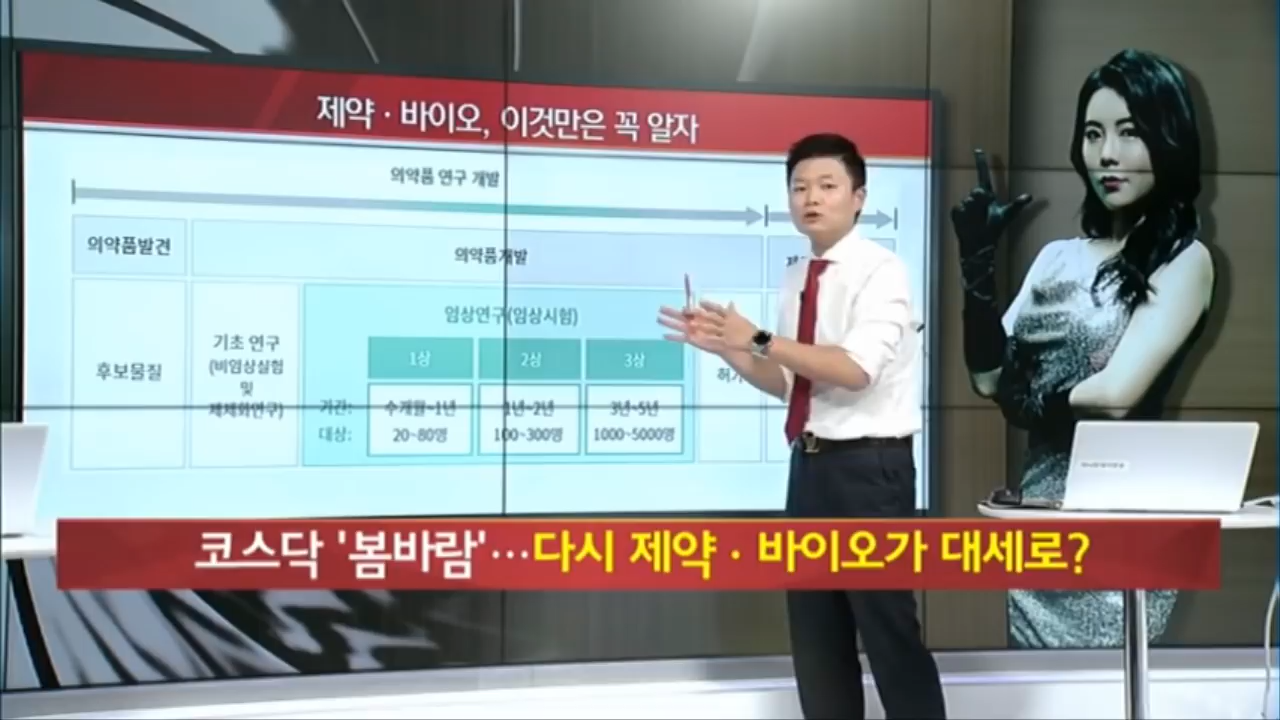 제약 · 바이오, 이것만은 꼭 알자
의약품 연구 개발
의약품발견
의약품개발
후보물질
기초 연구
(비임상실험
및
제제화연구)
임상연구(임상시험)
1상
2상
3상
기간:
수개월~1년
1년~2년
3년~5년
대상:
20~80명
100~300명
1000~5000명
코스닥 '봄바람'…다시 제약 · 바이오가 대세로?